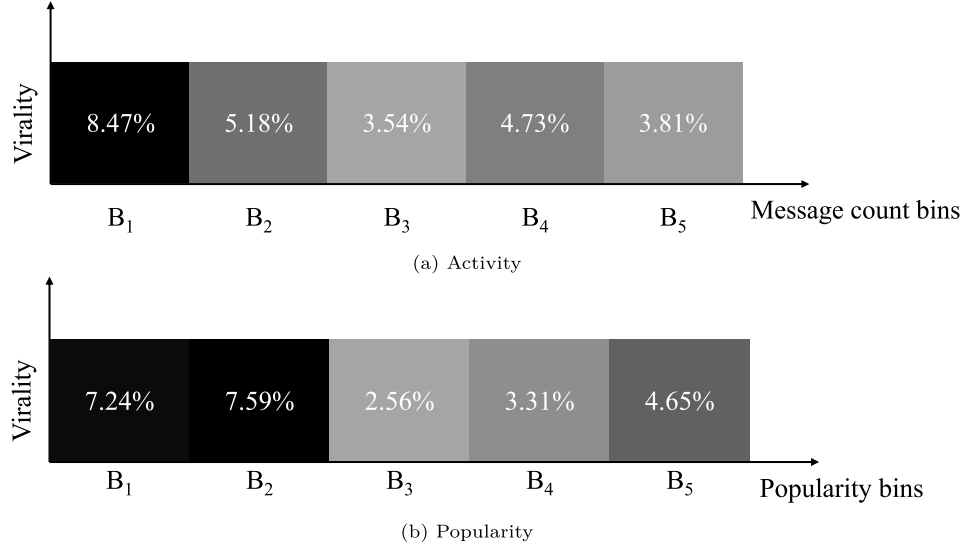 Virality
8.47% 5.18% 3.54% 4.73% 3.81%
B₁ B₂ B₃ B₄ B₅
Message count bins
(a) Activity
Virality
7.24% 7.59% 2.56% 3.31% 4.65%
B₁ B₂ B₃ B₄ B₅
Popularity bins
(b) Popularity